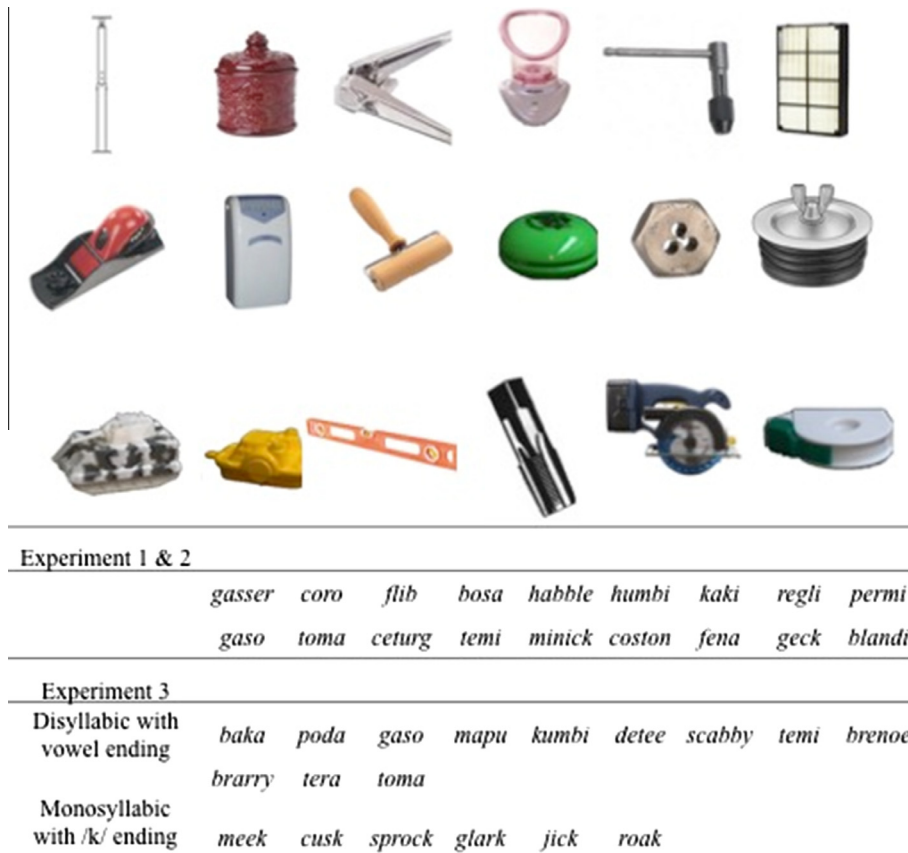 Experiment 1 & 2
gasser coro flib bosa habble humbi kaki regli permi
gaso toma ceturg temi minick coston fena geck blandi
Experiment 3
Disyllabic with
vowel ending baka poda gaso mapu kumbi detee scabby temi brenoe
brarry tera toma
Monosyllabic
with /k/ ending meek cusk sprock glark jick roak